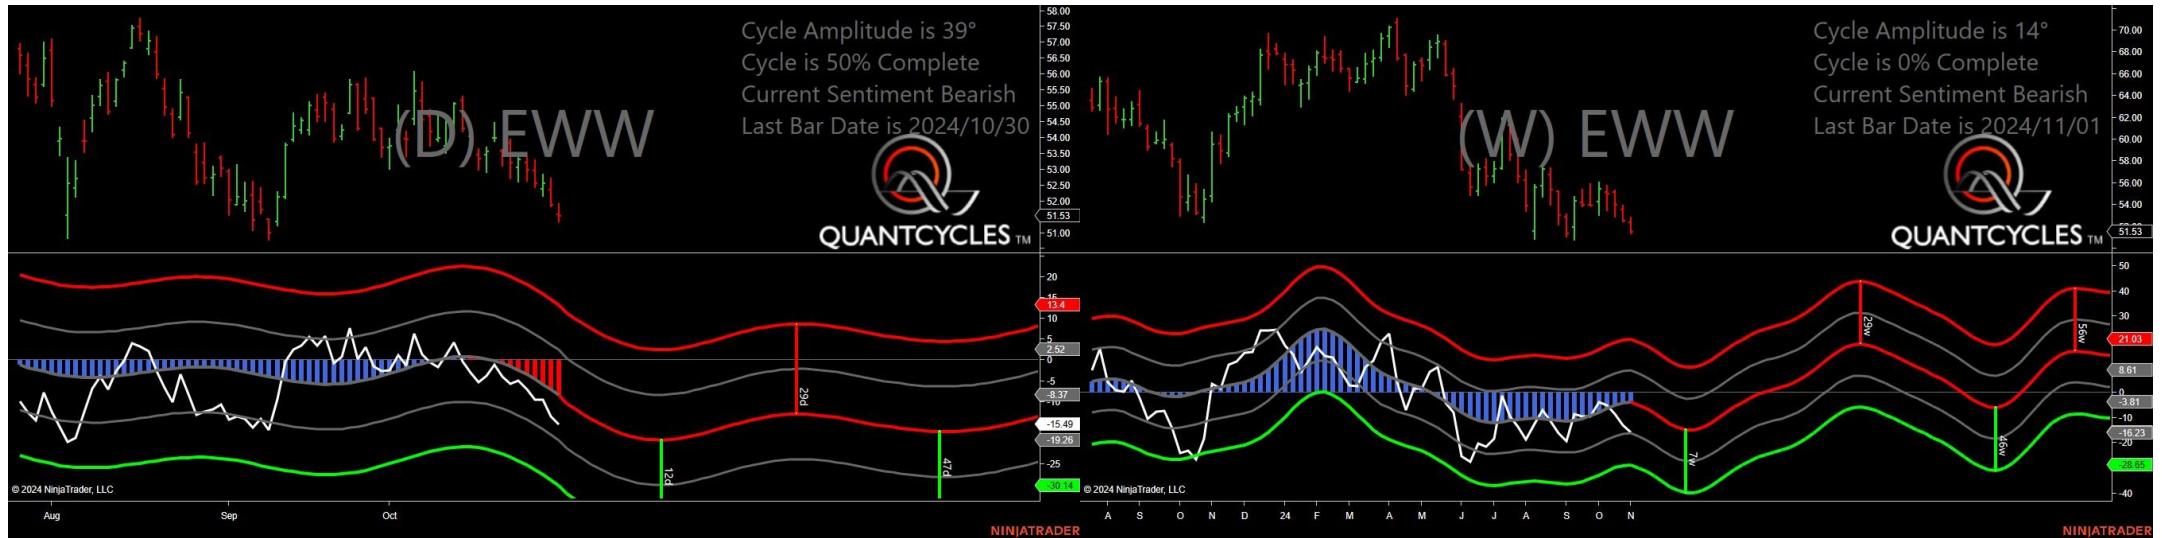 Cycle Amplitude is 39°
Cycle is 50% Complete
Current Sentiment Bearish
Last Bar Date is 2024/10/30
(D) EWW
QUANTCYCLES TM
58.00
57.50
57.00
56.50
56.00
55.50
55.00
54.50
54.00
53.50
53.00
52.50
52.00
51.53
51.00
20
15
13.4
10
5
2.52
0
-5
-8.37
-10
-15.49
-19.26
-25
-30.14
12d
29d
47d
© 2024 NinjaTrader, LLC
Aug Sep Oct
NINJATRADER
Cycle Amplitude is 14°
Cycle is 0% Complete
Current Sentiment Bearish
Last Bar Date is 2024/11/01
(W) EWW
QUANTCYCLES TM
70.00
68.00
66.00
64.00
62.00
60.00
58.00
56.00
54.00
51.53
50
40
30
21.03
8.61
0
-3.81
-10
-16.23
-20
-28.65
-40
7w
29w
46w
56w
© 2024 NinjaTrader, LLC
A S O N D 24 F M A M J J A S O N
NINJATRADER